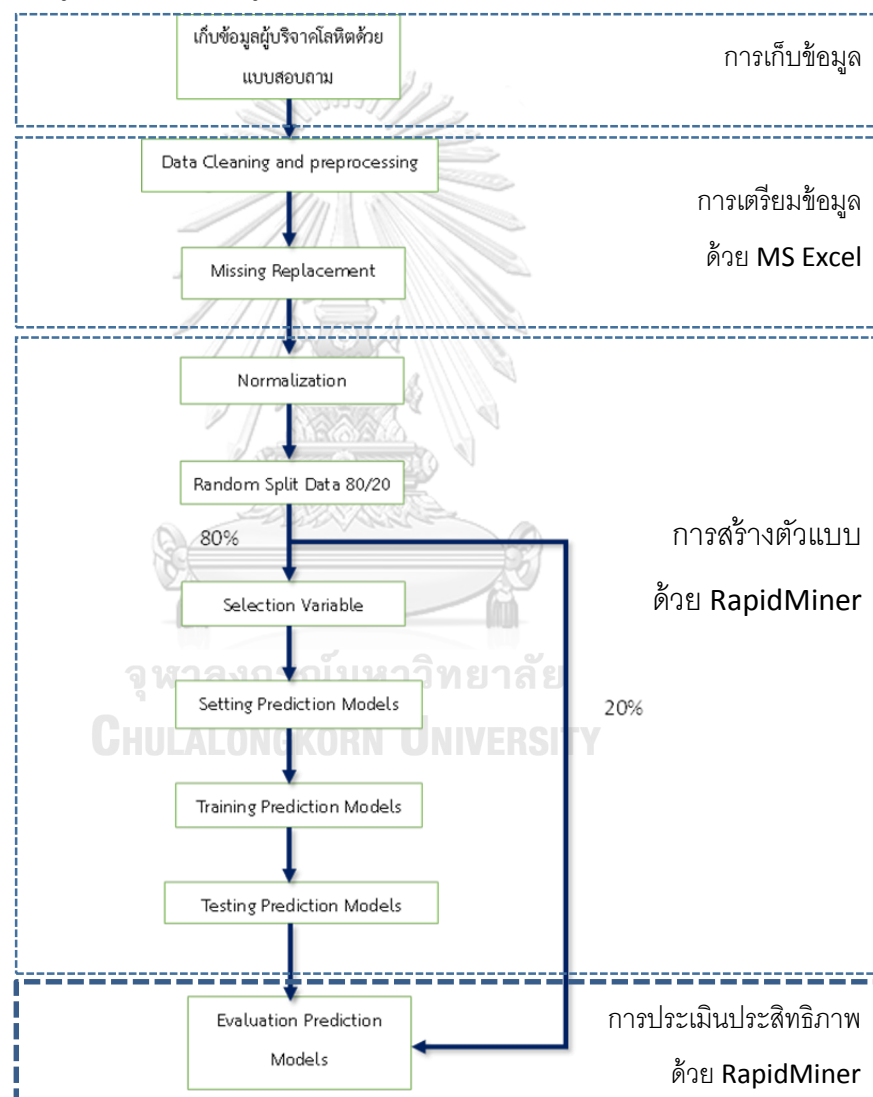 เก็บข้อมูลผู้บริจาคโลหิตด้วย
แบบสอบถาม
การเก็บข้อมูล
Data Cleaning and preprocessing
การเตรียมข้อมูล
ด้วย MS Excel
Missing Replacement
Normalization
Random Split Data 80/20
80%
การสร้างตัวแบบ
ด้วย RapidMiner
Selection Variable
จุฬาลงกรณ์มหาวิทยาลัย
Setting Prediction Models
20%
CHULALONGKORN UNIVERSITY
Training Prediction Models
Testing Prediction Models
Evaluation Prediction
Models
การประเมินประสิทธิภาพ
ด้วย RapidMiner